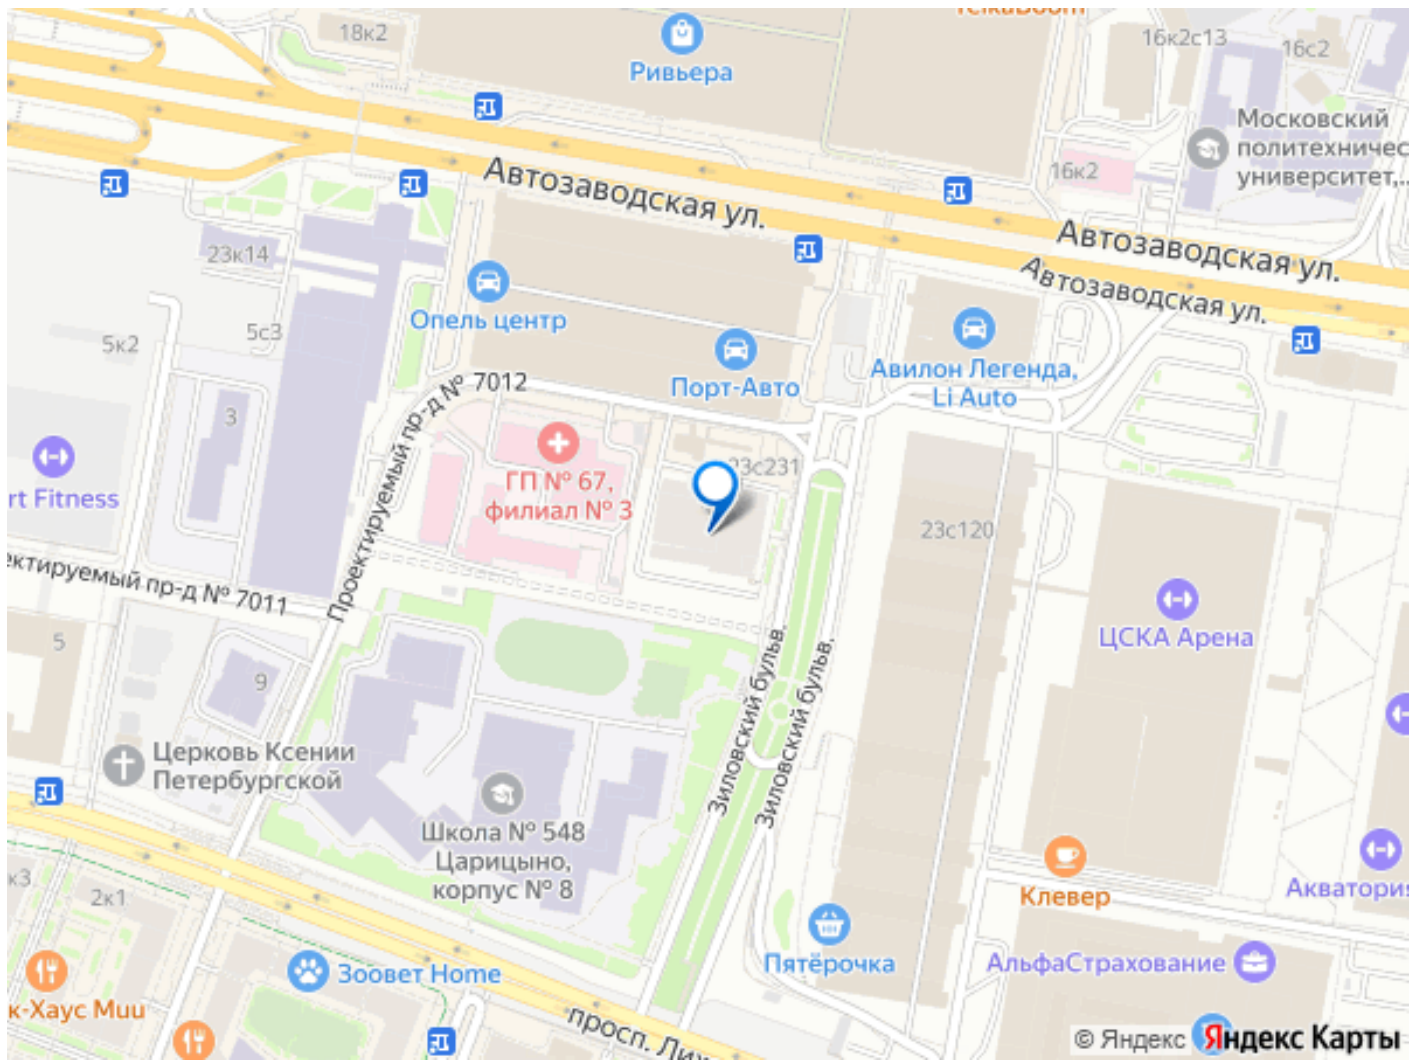 18к2
Ривьера
16к2с13
16с2
Московский
политехничес
университет,..
16к2
Автозаводская ул.
Автозаводская ул.
Автозаводская ул.
23к14
Опель центр
5с3
5к2
Порт-Авто
Авилон Легенда,
Li Auto
Проектируемый пр-д № 7012
3
23с231
ГП № 67,
филиал № 3
rt Fitness
23с120
ектируемый пр-д № 7011
ЦСКА Арена
5
9
Зиловский бульв.
Зиловский бульв.
Церковь Ксении
Петербургской
Школа № 548
Царицыно,
корпус № 8
к3
2к1
Клевер
Акватория
Пятёрочка
АльфаСтрахование
Зоовет Home
к-Хаус Muu
просп. Лих
© Яндекс Яндекс Карты